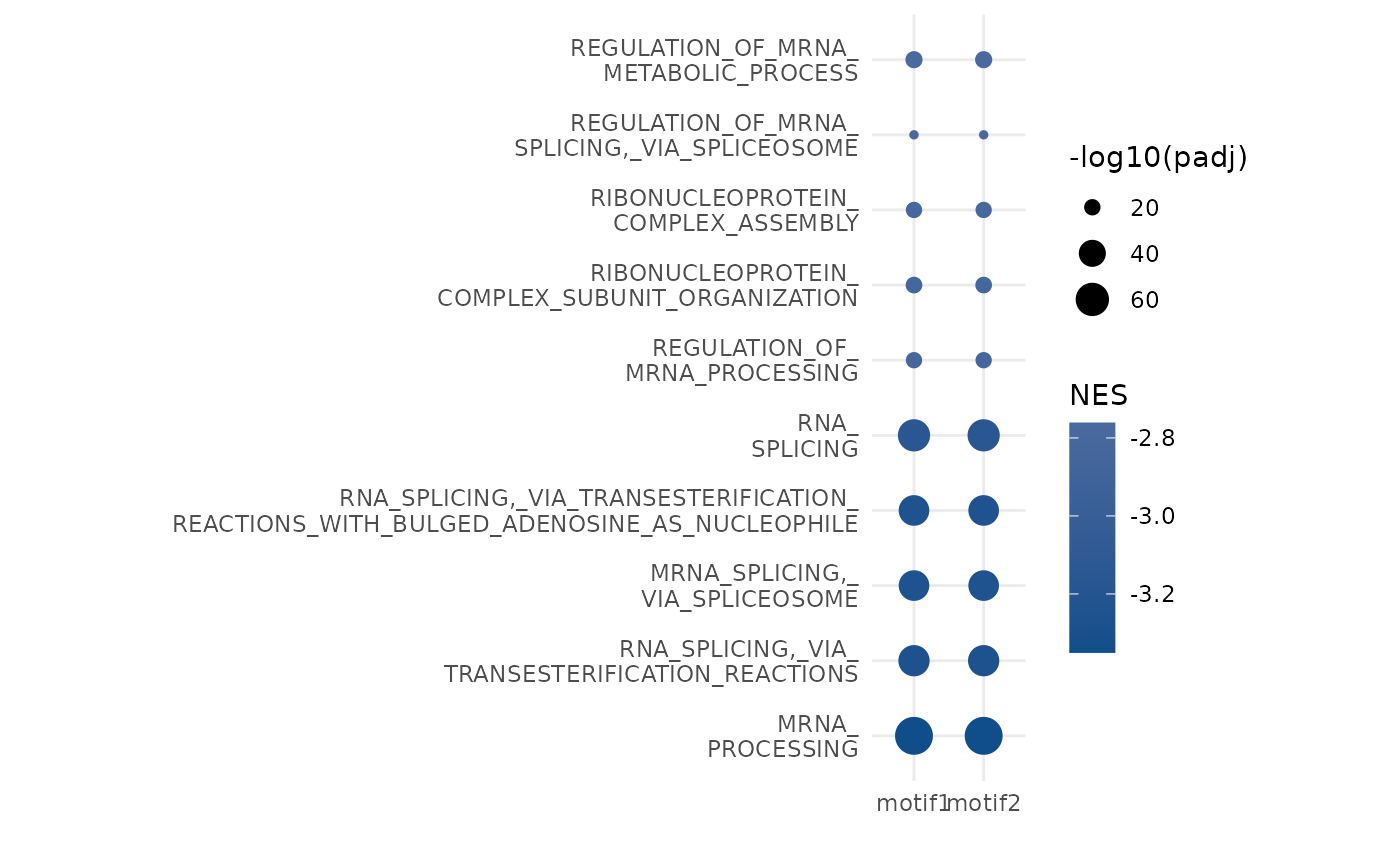 REGULATION_OF_MRNA_
METABOLIC_PROCESS
REGULATION_OF_MRNA_
SPLICING,_VIA_SPLICEOSOME
RIBONUCLEOPROTEIN_
COMPLEX_ASSEMBLY
RIBONUCLEOPROTEIN_
COMPLEX_SUBUNIT_ORGANIZATION
REGULATION_OF_
MRNA_PROCESSING
RNA_
SPLICING
RNA_SPLICING,_VIA_TRANSESTERIFICATION_
REACTIONS_WITH_BULGED_ADENOSINE_AS_NUCLEOPHILE
MRNA_SPLICING,_
VIA_SPLICEOSOME
RNA_SPLICING,_VIA_
TRANSESTERIFICATION_REACTIONS
MRNA_
PROCESSING
motif1 motif2
-log10(padj)
20
40
60
NES
-2.8
-3.0
-3.2